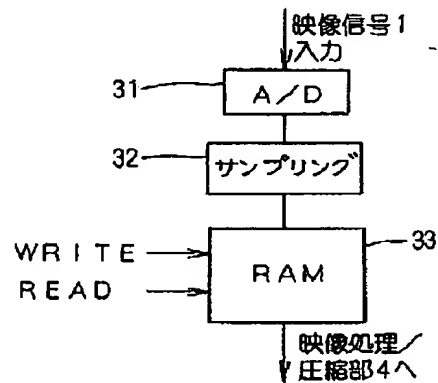 映像信号1
入力
31
A/D
32
サンプリング
33
WRITE
READ
RAM
映像処理/
圧縮部4へ